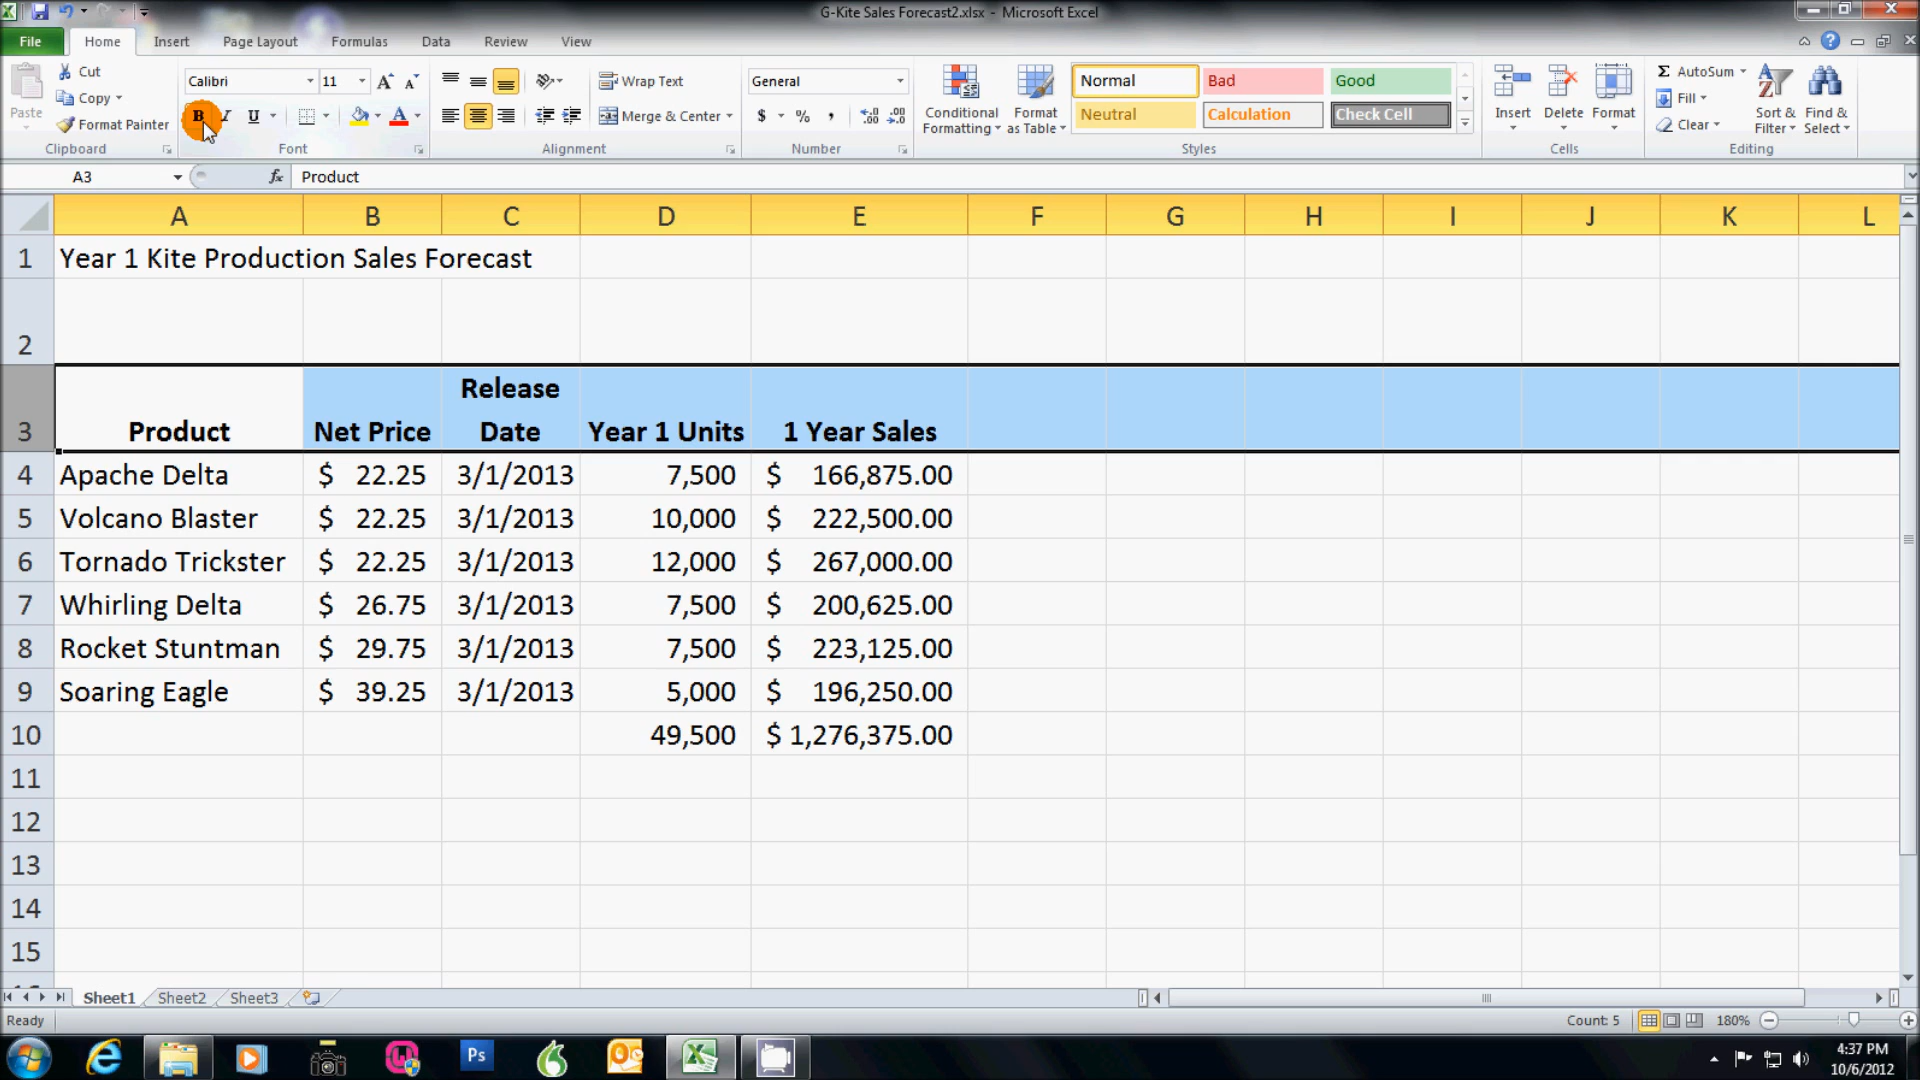 G-Kite Sales Forecast2.xlsx - Microsoft Excel
File Home Insert Page Layout Formulas Data Review View
Paste
Cut
Copy
Format Painter
Calibri 11
B I U
Wrap Text
Merge & Center
General
$ % ,
Conditional Formatting
Format as Table
Normal Bad Good
Neutral Calculation Check Cell
Insert Delete Format
Σ AutoSum
Fill
Clear
Sort & Filter
Find & Select
Clipboard Font Alignment Number Styles Cells Editing
A3 fx Product
A B C D E F G H I J K L
1 Year 1 Kite Production Sales Forecast
2
Release
3 Product Net Price Date Year 1 Units 1 Year Sales
4 Apache Delta $ 22.25 3/1/2013 7,500 $ 166,875.00
5 Volcano Blaster $ 22.25 3/1/2013 10,000 $ 222,500.00
6 Tornado Trickster $ 22.25 3/1/2013 12,000 $ 267,000.00
7 Whirling Delta $ 26.75 3/1/2013 7,500 $ 200,625.00
8 Rocket Stuntman $ 29.75 3/1/2013 7,500 $ 223,125.00
9 Soaring Eagle $ 39.25 3/1/2013 5,000 $ 196,250.00
10 49,500 $ 1,276,375.00
11
12
13
14
15
Sheet1 Sheet2 Sheet3
Ready Count: 5 180%
Ps
4:37 PM
10/6/2012